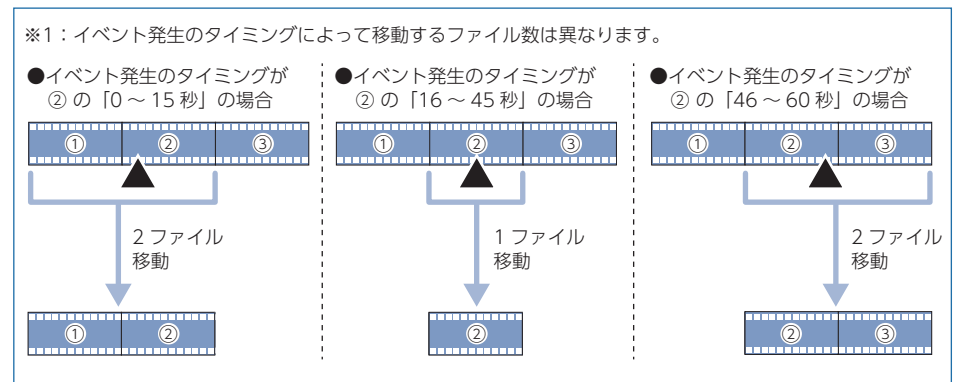 ※1：イベント発生のタイミングによって移動するファイル数は異なります。
●イベント発生のタイミングが
②の「0～15秒」の場合
① ② ③
2ファイル
移動
① ②
●イベント発生のタイミングが
②の「16～45秒」の場合
① ② ③
1ファイル
移動
②
●イベント発生のタイミングが
②の「46～60秒」の場合
① ② ③
2ファイル
移動
② ③